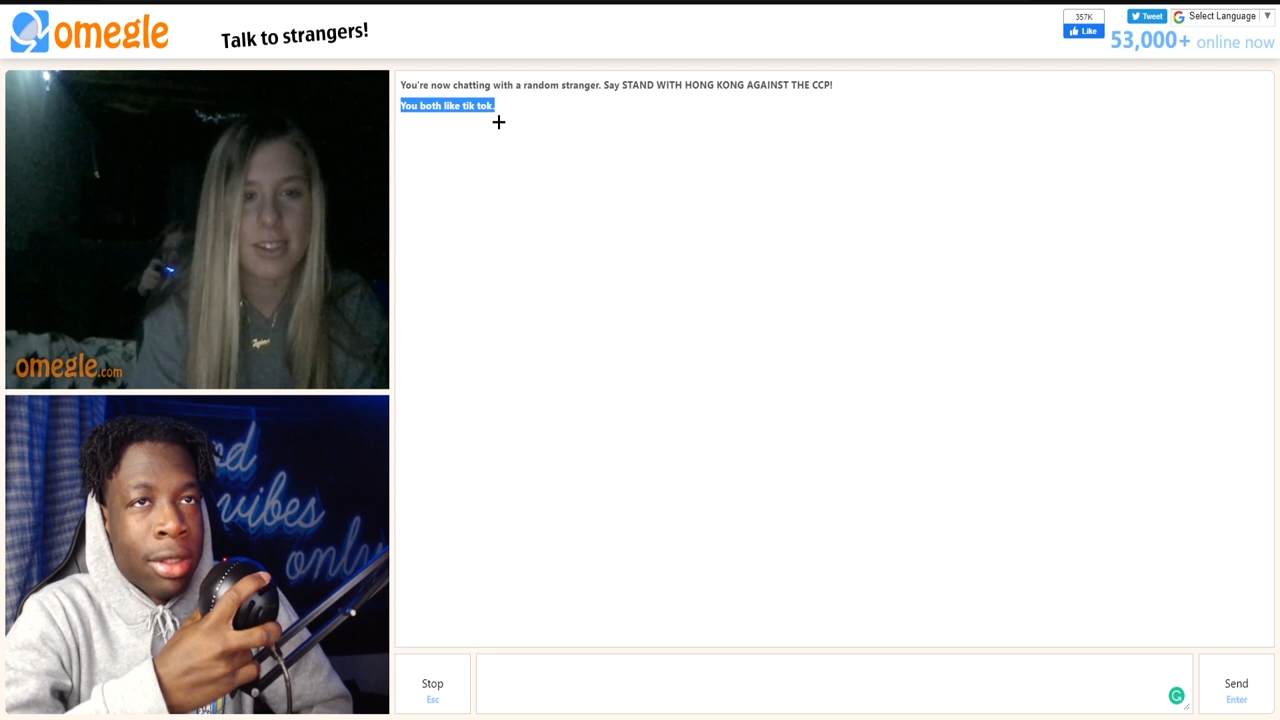 omegle
Talk to strangers!
357K
Like
Tweet
Select Language ▼
53,000+ online now
You're now chatting with a random stranger. Say STAND WITH HONG KONG AGAINST THE CCP!
You both like tik tok.
omegle.com
vibes
only
Stop
Esc
Send
Enter